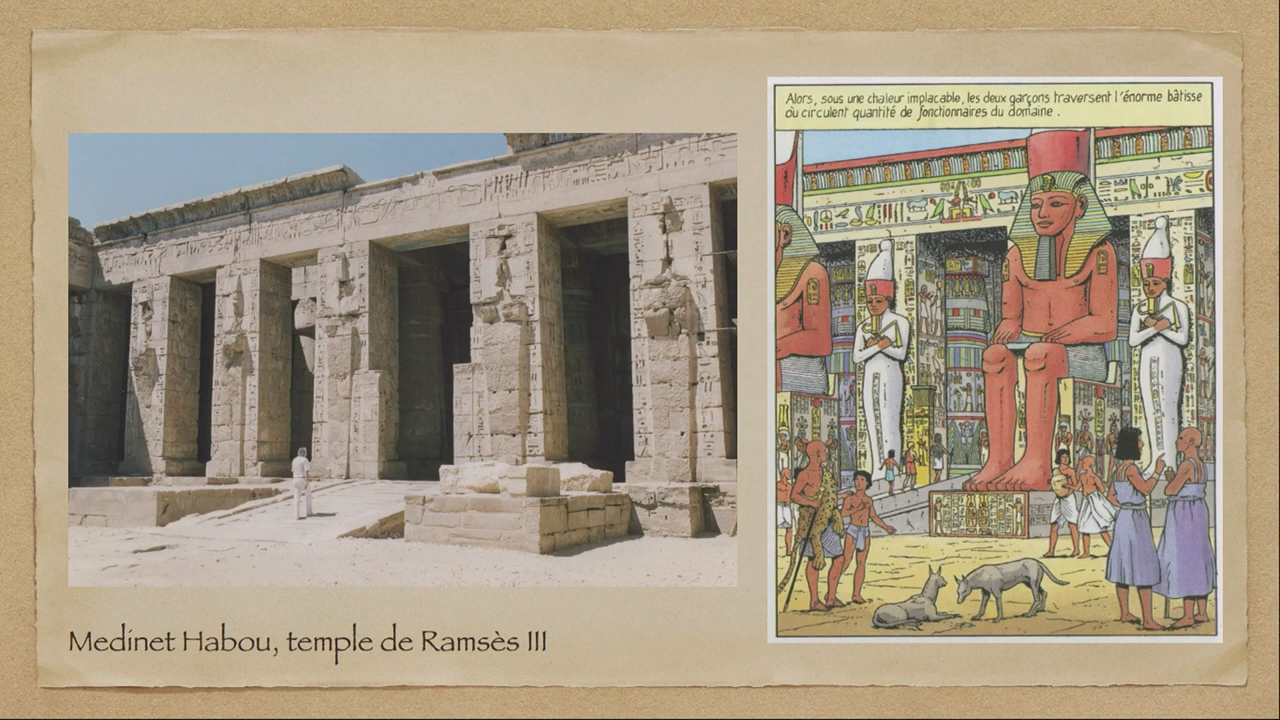 Alors, sous une chaleur implacable, les deux garçons traversent l'énorme bâtisse
où circulent quantité de fonctionnaires du domaine.
Medinet Habou, temple de Ramsès III